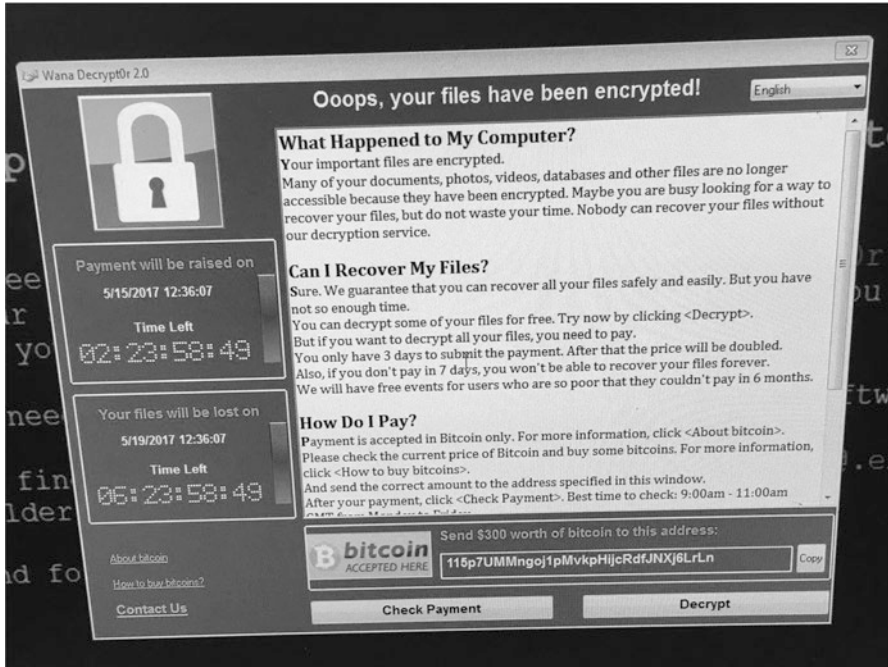 Wana Decrypt0r 2.0
Ooops, your files have been encrypted!
English
What Happened to My Computer?
Your important files are encrypted.
Many of your documents, photos, videos, databases and other files are no longer
accessible because they have been encrypted. Maybe you are busy looking for a way to
recover your files, but do not waste your time. Nobody can recover your files without
our decryption service.
Can I Recover My Files?
Sure. We guarantee that you can recover all your files safely and easily. But you have
not so enough time.
You can decrypt some of your files for free. Try now by clicking <Decrypt>.
But if you want to decrypt all your files, you need to pay.
You only have 3 days to submit the payment. After that the price will be doubled.
Also, if you don't pay in 7 days, you won't be able to recover your files forever.
We will have free events for users who are so poor that they couldn't pay in 6 months.
How Do I Pay?
Payment is accepted in Bitcoin only. For more information, click <About bitcoin>.
Please check the current price of Bitcoin and buy some bitcoins. For more information,
click <How to buy bitcoins>.
And send the correct amount to the address specified in this window.
After your payment, click <Check Payment>. Best time to check: 9:00am - 11:00am
GMT from Monday to Friday.
Payment will be raised on
5/15/2017 12:36:07
Time Left
02:23:58:49
Your files will be lost on
5/19/2017 12:36:07
Time Left
06:23:58:49
About bitcoin
How to buy bitcoins?
Contact Us
bitcoin
ACCEPTED HERE
Send $300 worth of bitcoin to this address:
115p7UMMngoj1pMvkpHijcRdfJNXj6LrLn
Copy
Check Payment
Decrypt